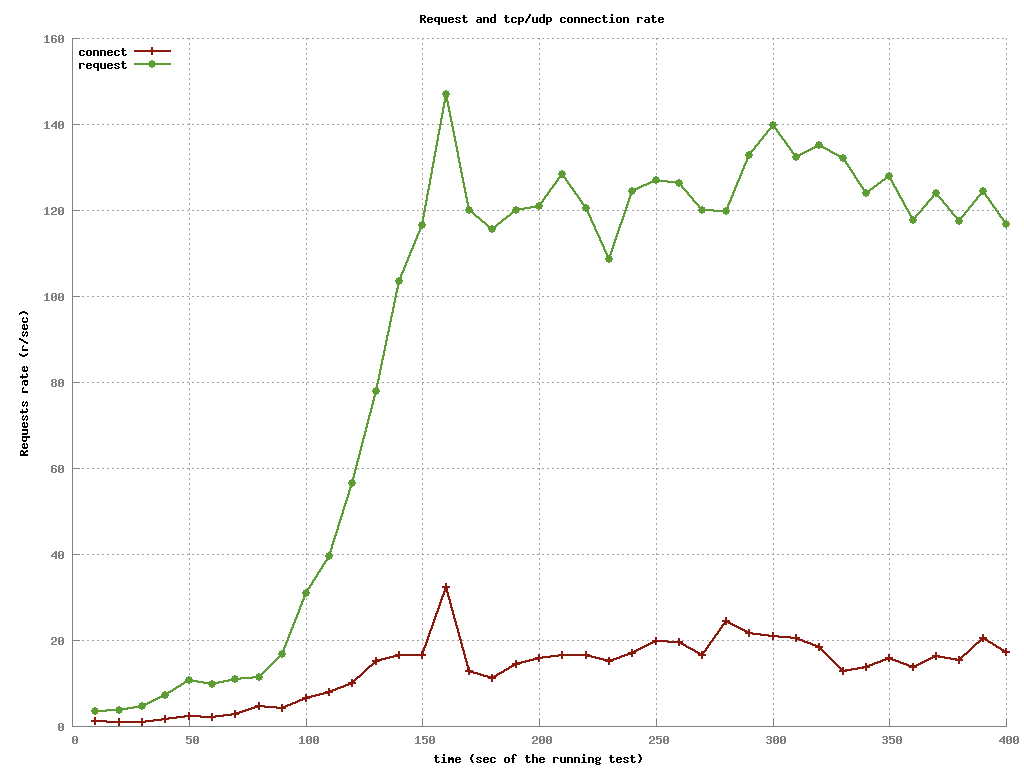 Request and tcp/udp connection rate
160
connect
request
140
120
100
Requests rate (r/sec)
80
60
40
20
0
0 50 100 150 200 250 300 350 400
time (sec of the running test)